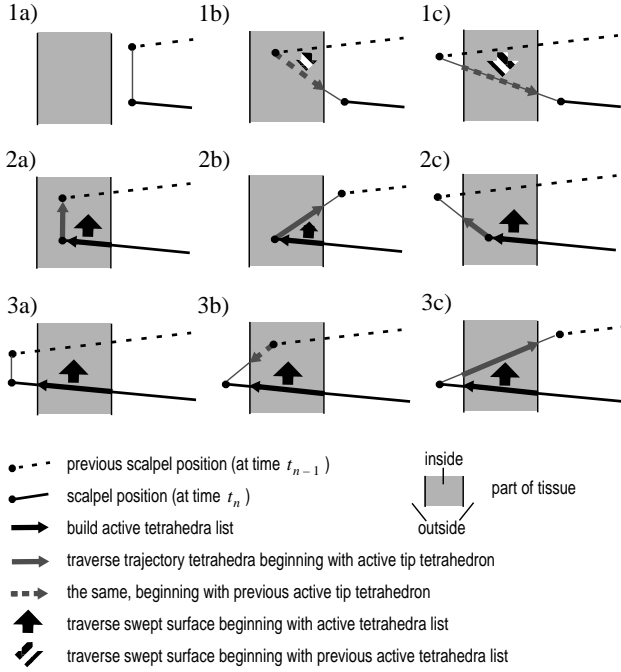 1a) 1b) 1c)
2a) 2b) 2c)
3a) 3b) 3c)
previous scalpel position (at time t_{n-1})
scalpel position (at time t_n)
build active tetrahedra list
traverse trajectory tetrahedra beginning with active tip tetrahedron
the same, beginning with previous active tip tetrahedron
traverse swept surface beginning with active tetrahedra list
traverse swept surface beginning with previous active tetrahedra list
inside
part of tissue
outside